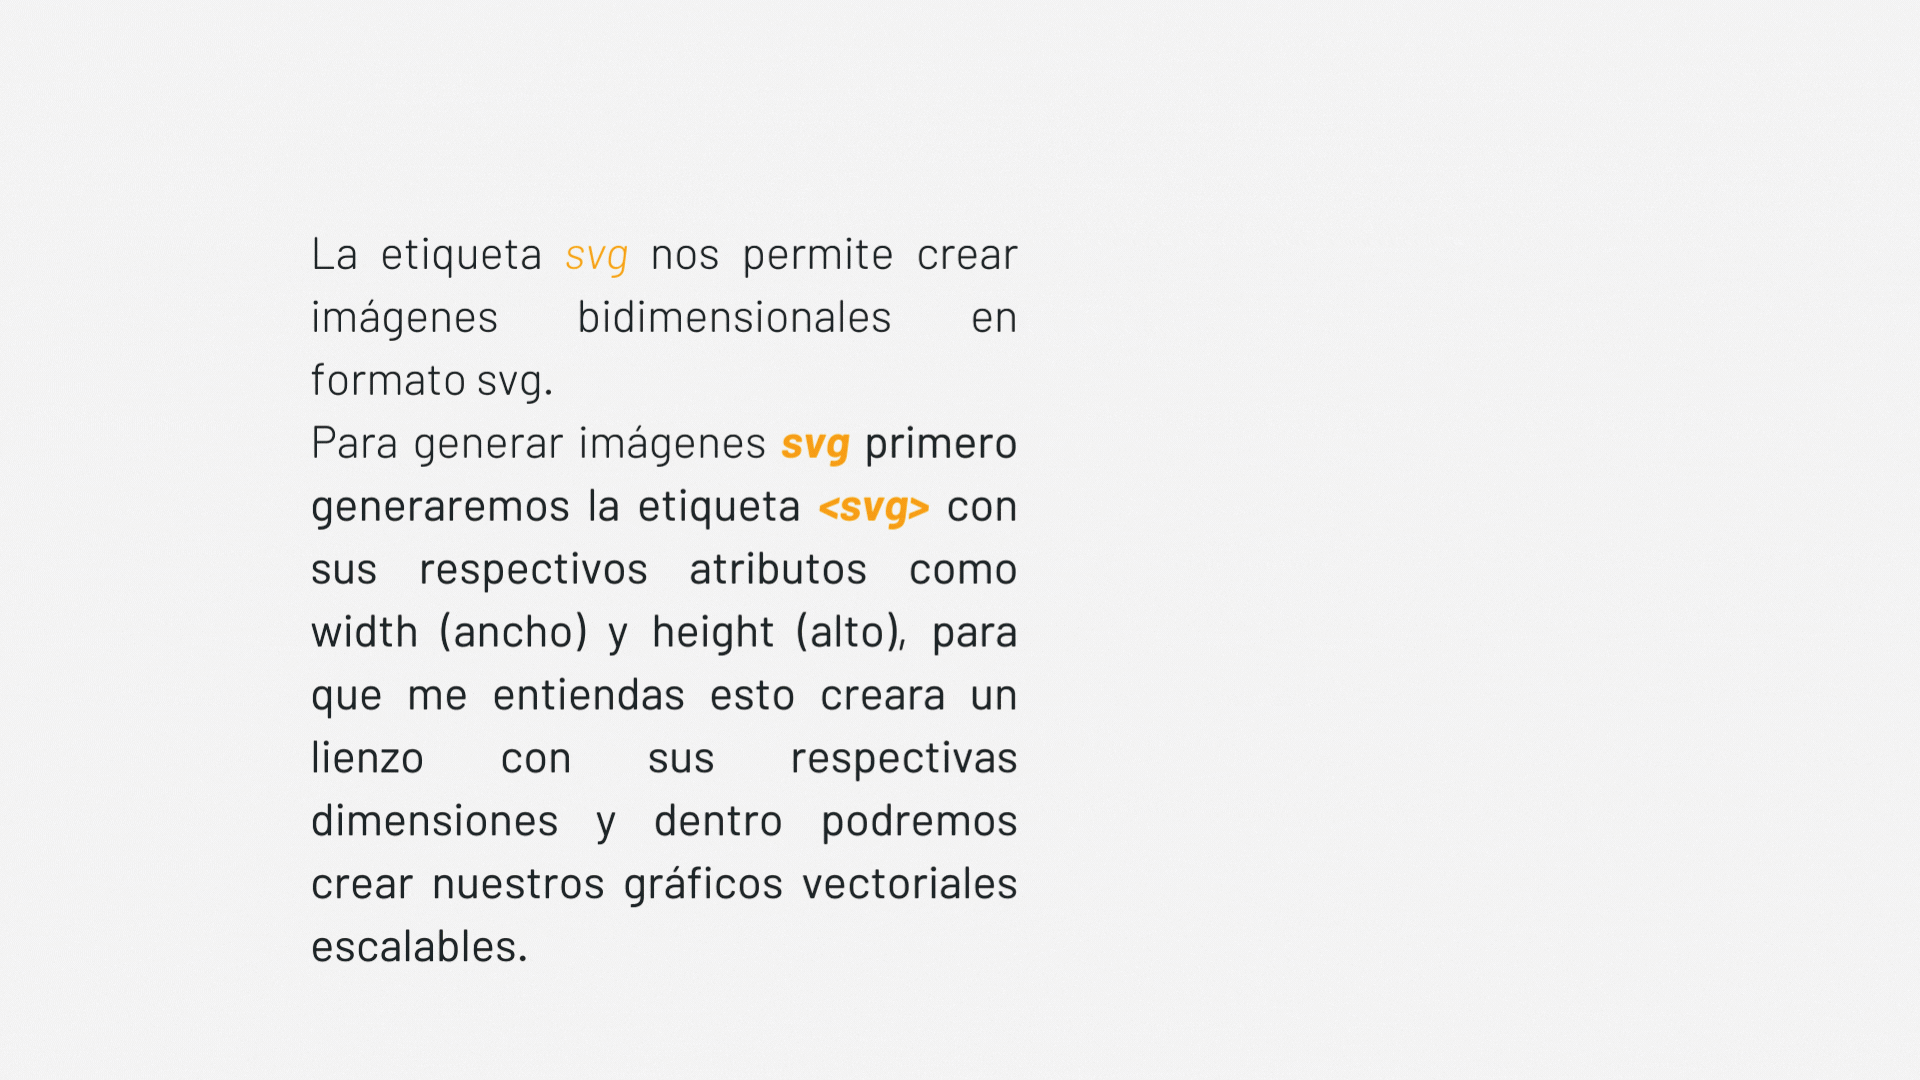 La etiqueta svg nos permite crear
imágenes bidimensionales en
formato svg.
Para generar imágenes svg primero
generaremos la etiqueta <svg> con
sus respectivos atributos como
width (ancho) y height (alto), para
que me entiendas esto creara un
lienzo con sus respectivas
dimensiones y dentro podremos
crear nuestros gráficos vectoriales
escalables.